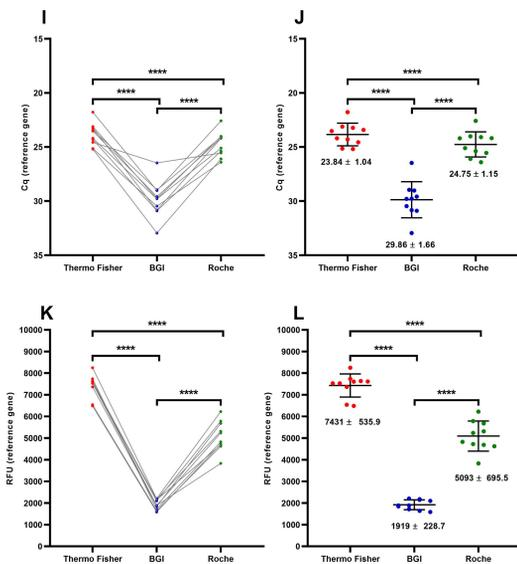 I
Cq (reference gene)
15
20
25
30
35
****
****
****
Thermo Fisher
BGI
Roche
J
Cq (reference gene)
15
20
25
30
35
****
****
****
23.84 ± 1.04
24.75 ± 1.15
29.86 ± 1.66
Thermo Fisher
BGI
Roche
K
RFU (reference gene)
10000
9000
8000
7000
6000
5000
4000
3000
2000
1000
0
****
****
****
Thermo Fisher
BGI
Roche
L
RFU (reference gene)
10000
9000
8000
7000
6000
5000
4000
3000
2000
1000
0
****
****
****
7431 ± 535.9
5093 ± 695.5
1919 ± 228.7
Thermo Fisher
BGI
Roche